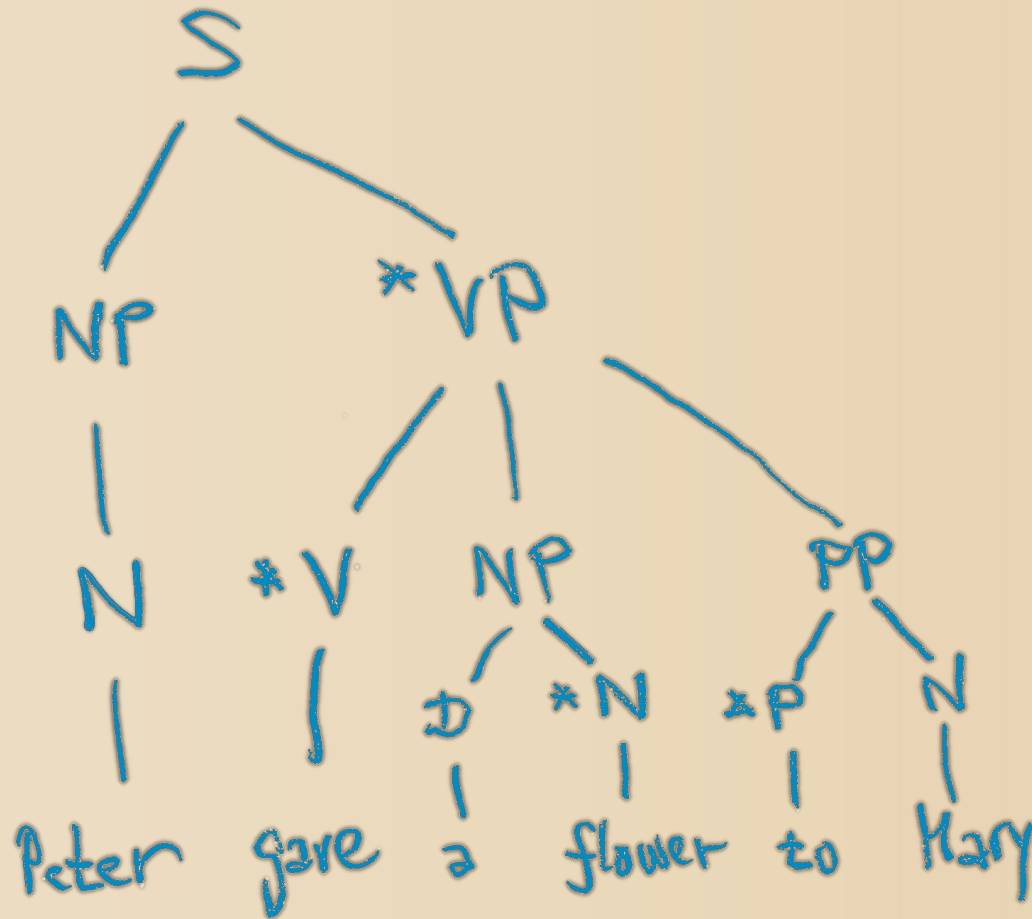 S
NP *VP
N *V NP PP
D *N *P N
Peter gave a flower to Mary